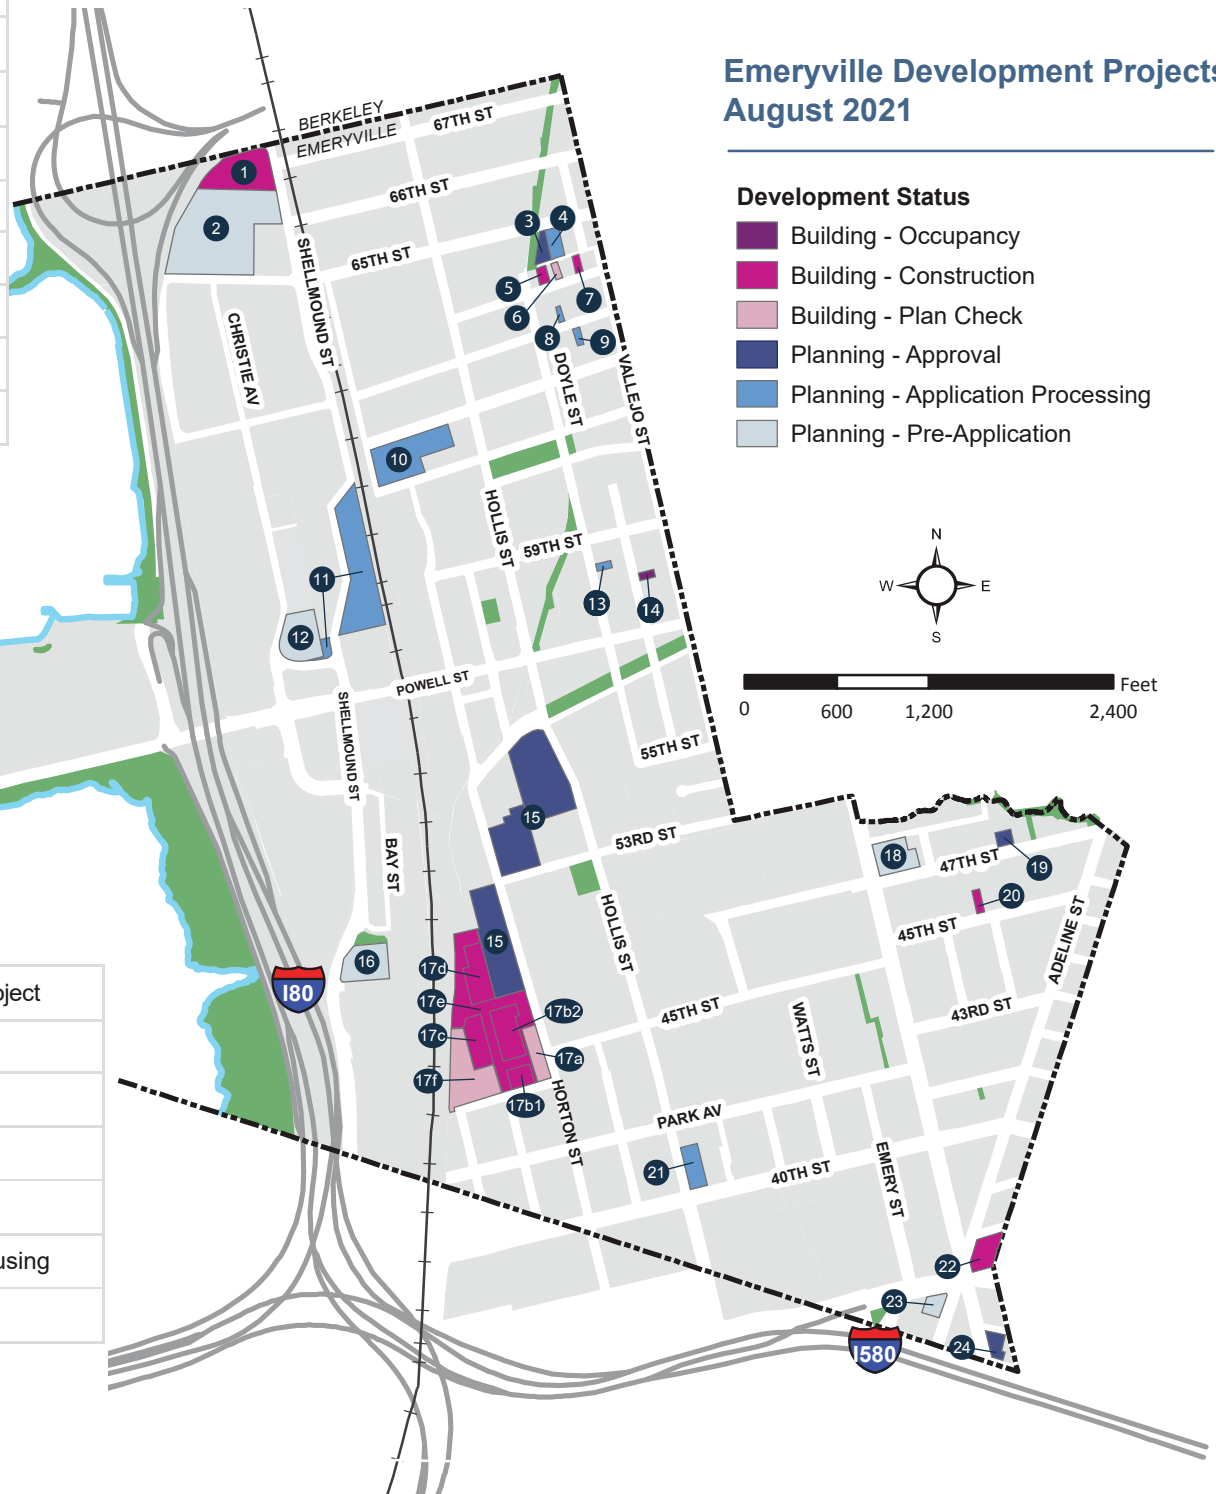 Emeryville Development Projects
August 2021
Development Status
Building - Occupancy
Building - Construction
Building - Plan Check
Planning - Approval
Planning - Application Processing
Planning - Pre-Application
N
W
E
S
Feet
0
600
1,200
2,400
BERKELEY
EMERYVILLE
67TH ST
66TH ST
65TH ST
SHELLMOUND ST
CHRISTIE AV
DOYLE ST
VALLEJO ST
HOLLIS ST
59TH ST
POWELL ST
SHELLMOUND ST
55TH ST
53RD ST
BAY ST
HOLLIS ST
47TH ST
45TH ST
ADELINE ST
45TH ST
43RD ST
WATTS ST
HORTON ST
PARK AV
40TH ST
EMERY ST
I80
I580
1
2
3
4
5
6
7
8
9
10
11
12
13
14
15
15
16
17d
17e
17c
17f
17b2
17a
17b1
18
19
20
21
22
23
24
oject
using